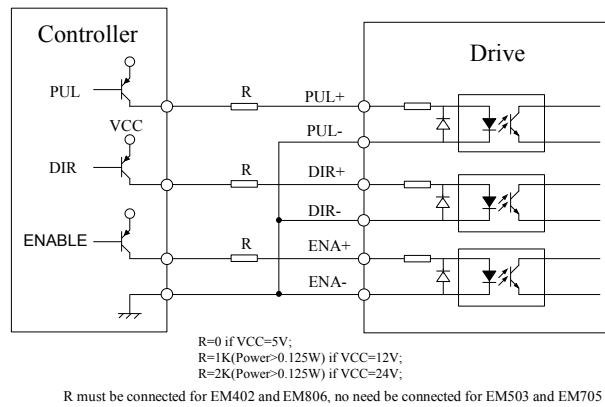 Controller
Drive
PUL
R
PUL+
VCC
PUL-
DIR
R
DIR+
DIR-
ENABLE
R
ENA+
ENA-
R=0 if VCC=5V;
R=1K(Power>0.125W) if VCC=12V;
R=2K(Power>0.125W) if VCC=24V;
R must be connected for EM402 and EM806, no need be connected for EM503 and EM705